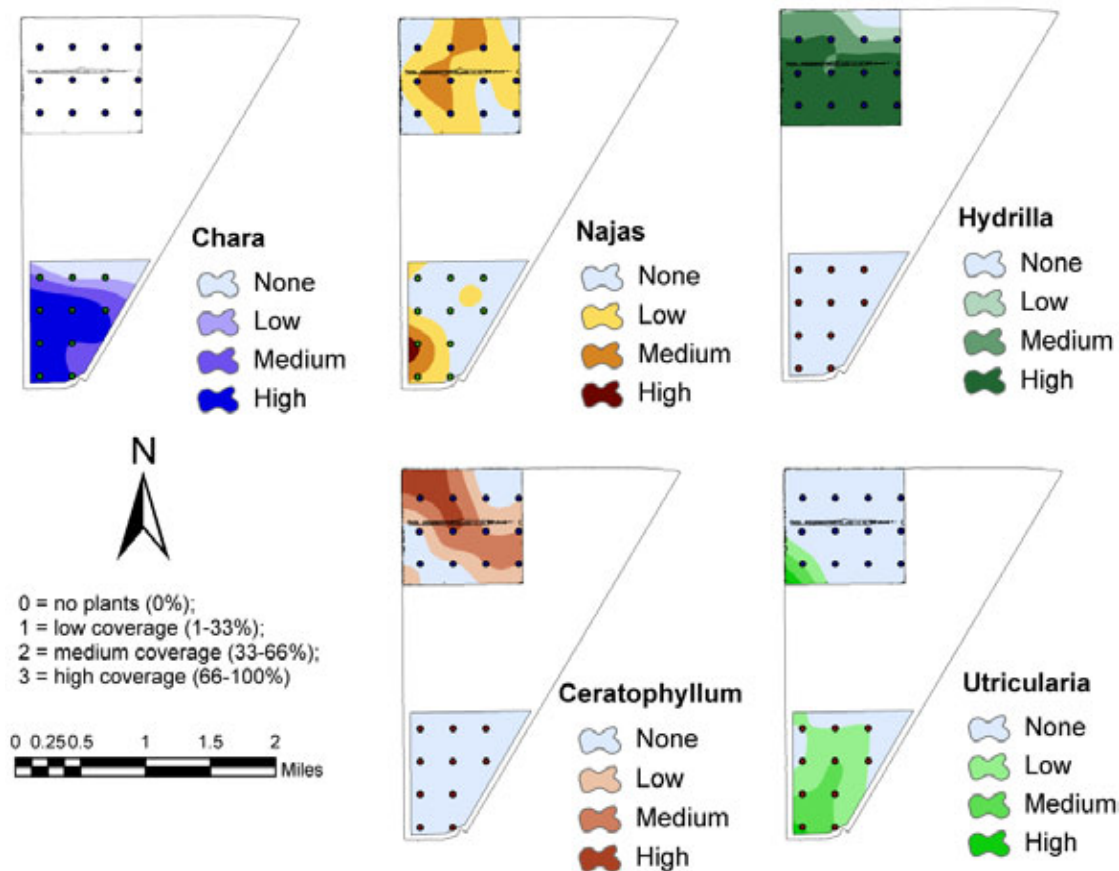 Chara
None
Low
Medium
High
Najas
None
Low
Medium
High
Hydrilla
None
Low
Medium
High
N
0 = no plants (0%);
1 = low coverage (1-33%);
2 = medium coverage (33-66%);
3 = high coverage (66-100%)
0 0.25 0.5 1 1.5 2
Miles
Ceratophyllum
None
Low
Medium
High
Utricularia
None
Low
Medium
High